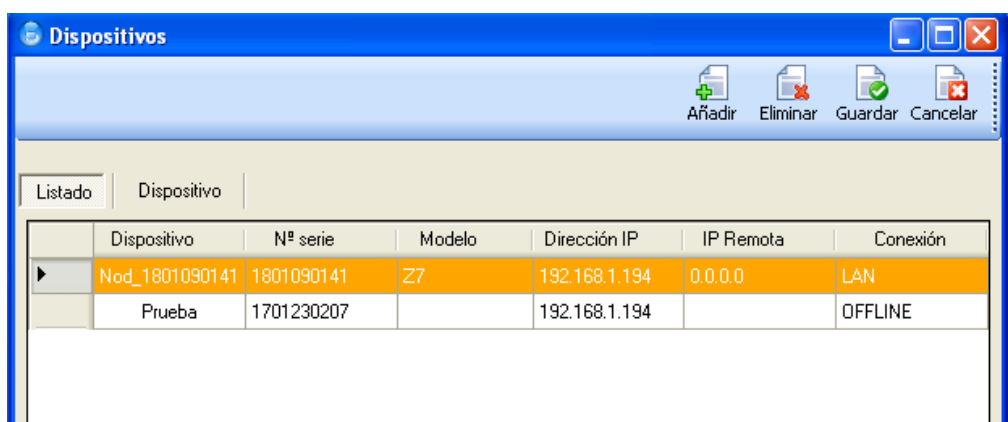 Dispositivos
Añadir Eliminar Guardar Cancelar
Listado Dispositivo
Dispositivo Nº serie Modelo Dirección IP IP Remota Conexión
Nod_1801090141 1801090141 Z7 192.168.1.194 0.0.0.0 LAN
Prueba 1701230207 192.168.1.194 OFFLINE